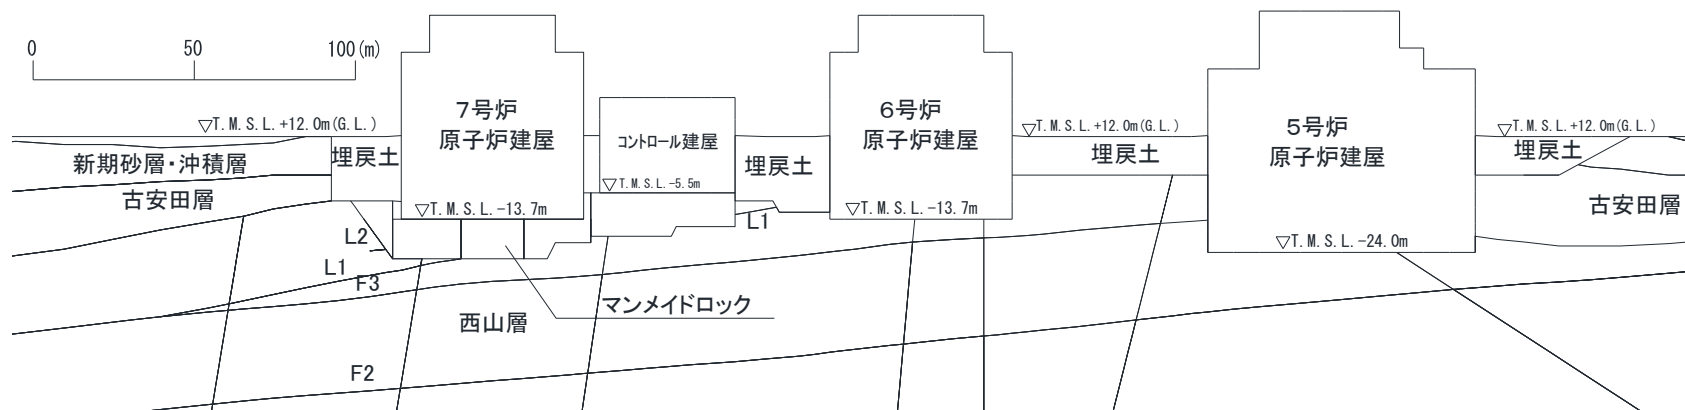 0 50 100(m)
7号炉
原子炉建屋
6号炉
原子炉建屋
5号炉
原子炉建屋
コントロール建屋
▽T.M.S.L.+12.0m(G.L.)
▽T.M.S.L.+12.0m(G.L.)
▽T.M.S.L.+12.0m(G.L.)
新期砂層・沖積層
埋戻土
埋戻土
埋戻土
埋戻土
古安田層
古安田層
▽T.M.S.L.-5.5m
▽T.M.S.L.-13.7m
▽T.M.S.L.-13.7m
▽T.M.S.L.-24.0m
L2
L1
L1
F3
マンメイドロック
西山層
F2